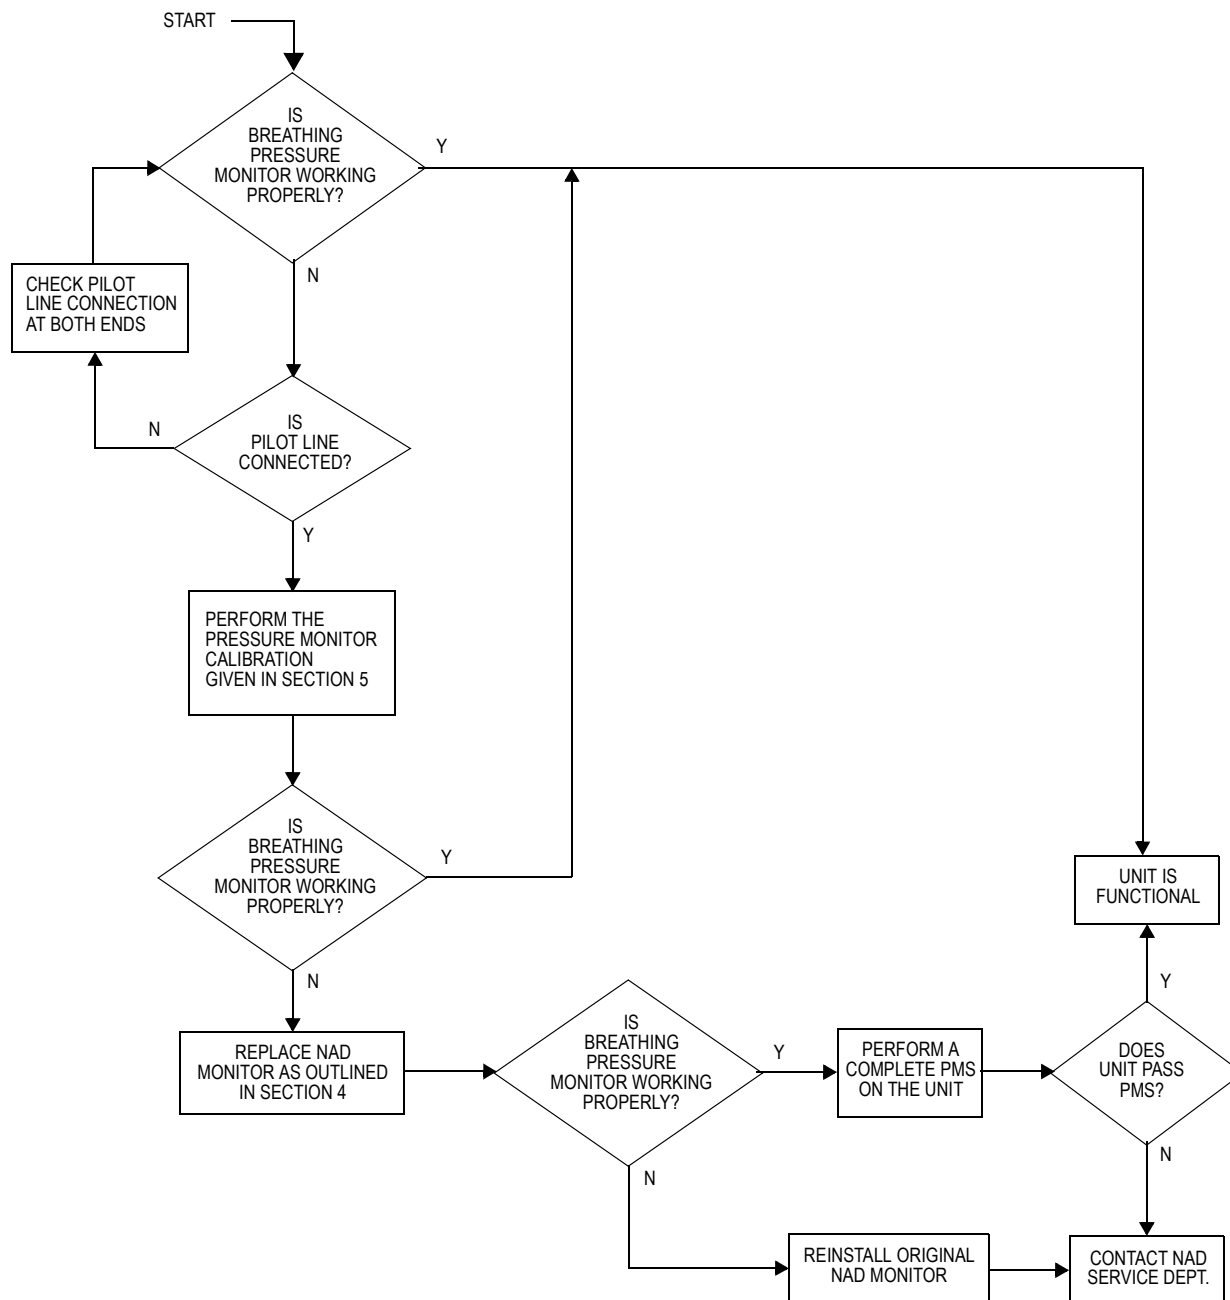 START
IS
BREATHING
PRESSURE
MONITOR WORKING
PROPERLY?
Y
N
CHECK PILOT
LINE CONNECTION
AT BOTH ENDS
IS
PILOT LINE
CONNECTED?
N
Y
PERFORM THE
PRESSURE MONITOR
CALIBRATION
GIVEN IN SECTION 5
IS
BREATHING
PRESSURE
MONITOR WORKING
PROPERLY?
Y
N
REPLACE NAD
MONITOR AS OUTLINED
IN SECTION 4
IS
BREATHING
PRESSURE
MONITOR WORKING
PROPERLY?
Y
N
PERFORM A
COMPLETE PMS
ON THE UNIT
DOES
UNIT PASS
PMS?
Y
N
UNIT IS
FUNCTIONAL
REINSTALL ORIGINAL
NAD MONITOR
CONTACT NAD
SERVICE DEPT.